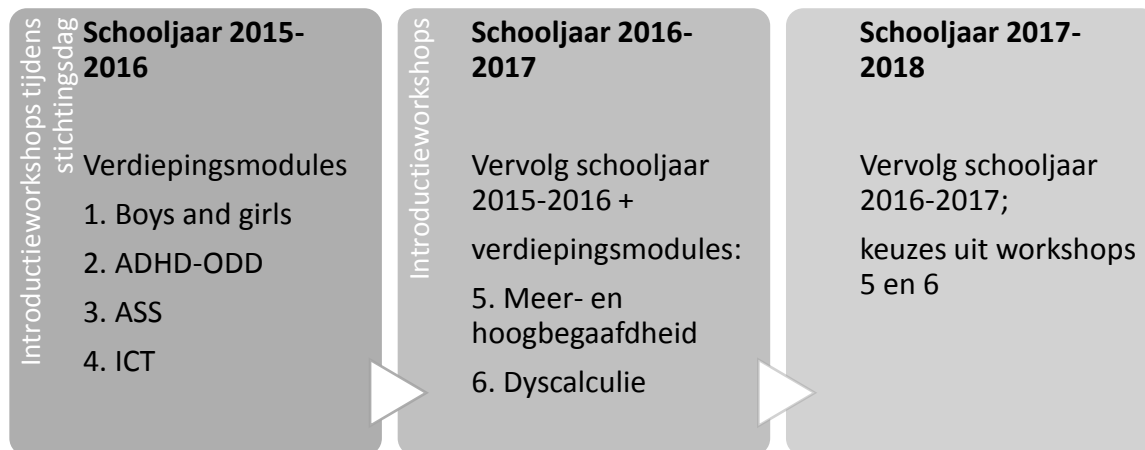 Introductieworkshops tijdens
stichtingsdag
Schooljaar 2015-
2016
Verdiepingsmodules
1. Boys and girls
2. ADHD-ODD
3. ASS
4. ICT
Introductieworkshops
Schooljaar 2016-
2017
Vervolg schooljaar
2015-2016 +
verdiepingsmodules:
5. Meer- en
hoogbegaafdheid
6. Dyscalculie
Schooljaar 2017-
2018
Vervolg schooljaar
2016-2017;
keuzes uit workshops
5 en 6